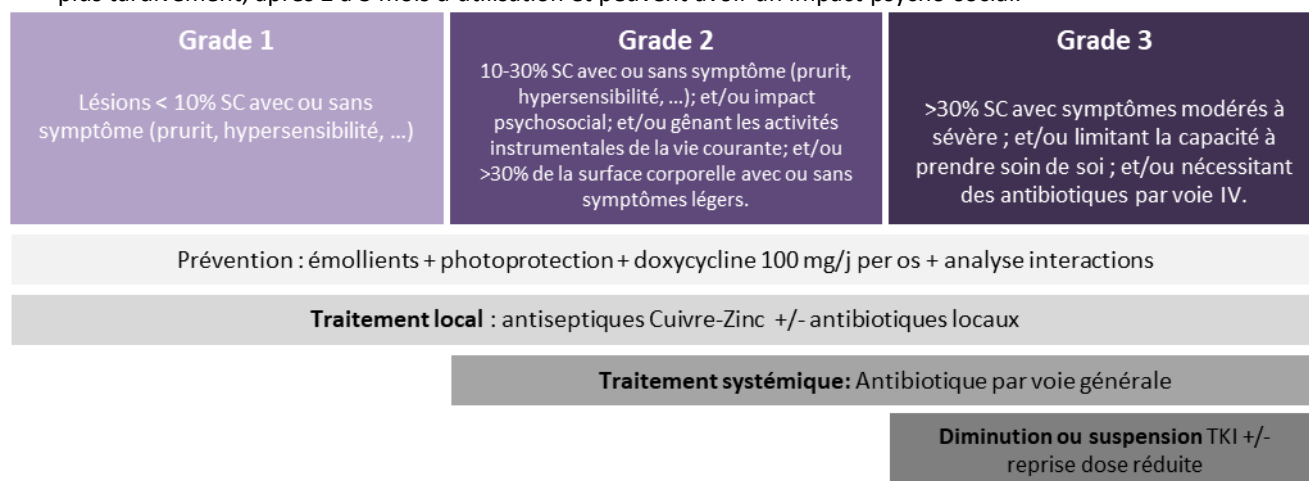 plus tardivement, après 2 à 3 mois d'utilisation et peuvent avoir un impact psycho-social.
Grade 1
Lésions < 10% SC avec ou sans
symptôme (prurit, hypersensibilité, ...)
Grade 2
10-30% SC avec ou sans symptôme (prurit,
hypersensibilité, ...); et/ou impact
psychosocial; et/ou gênant les activités
instrumentales de la vie courante; et/ou
>30% de la surface corporelle avec ou sans
symptômes légers.
Grade 3
>30% SC avec symptômes modérés à
sévère ; et/ou limitant la capacité à
prendre soin de soi ; et/ou nécessitant
des antibiotiques par voie IV.
Prévention : émollients + photoprotection + doxycycline 100 mg/j per os + analyse interactions
Traitement local : antiseptiques Cuivre-Zinc +/- antibiotiques locaux
Traitement systémique: Antibiotique par voie générale
Diminution ou suspension TKI +/-
reprise dose réduite